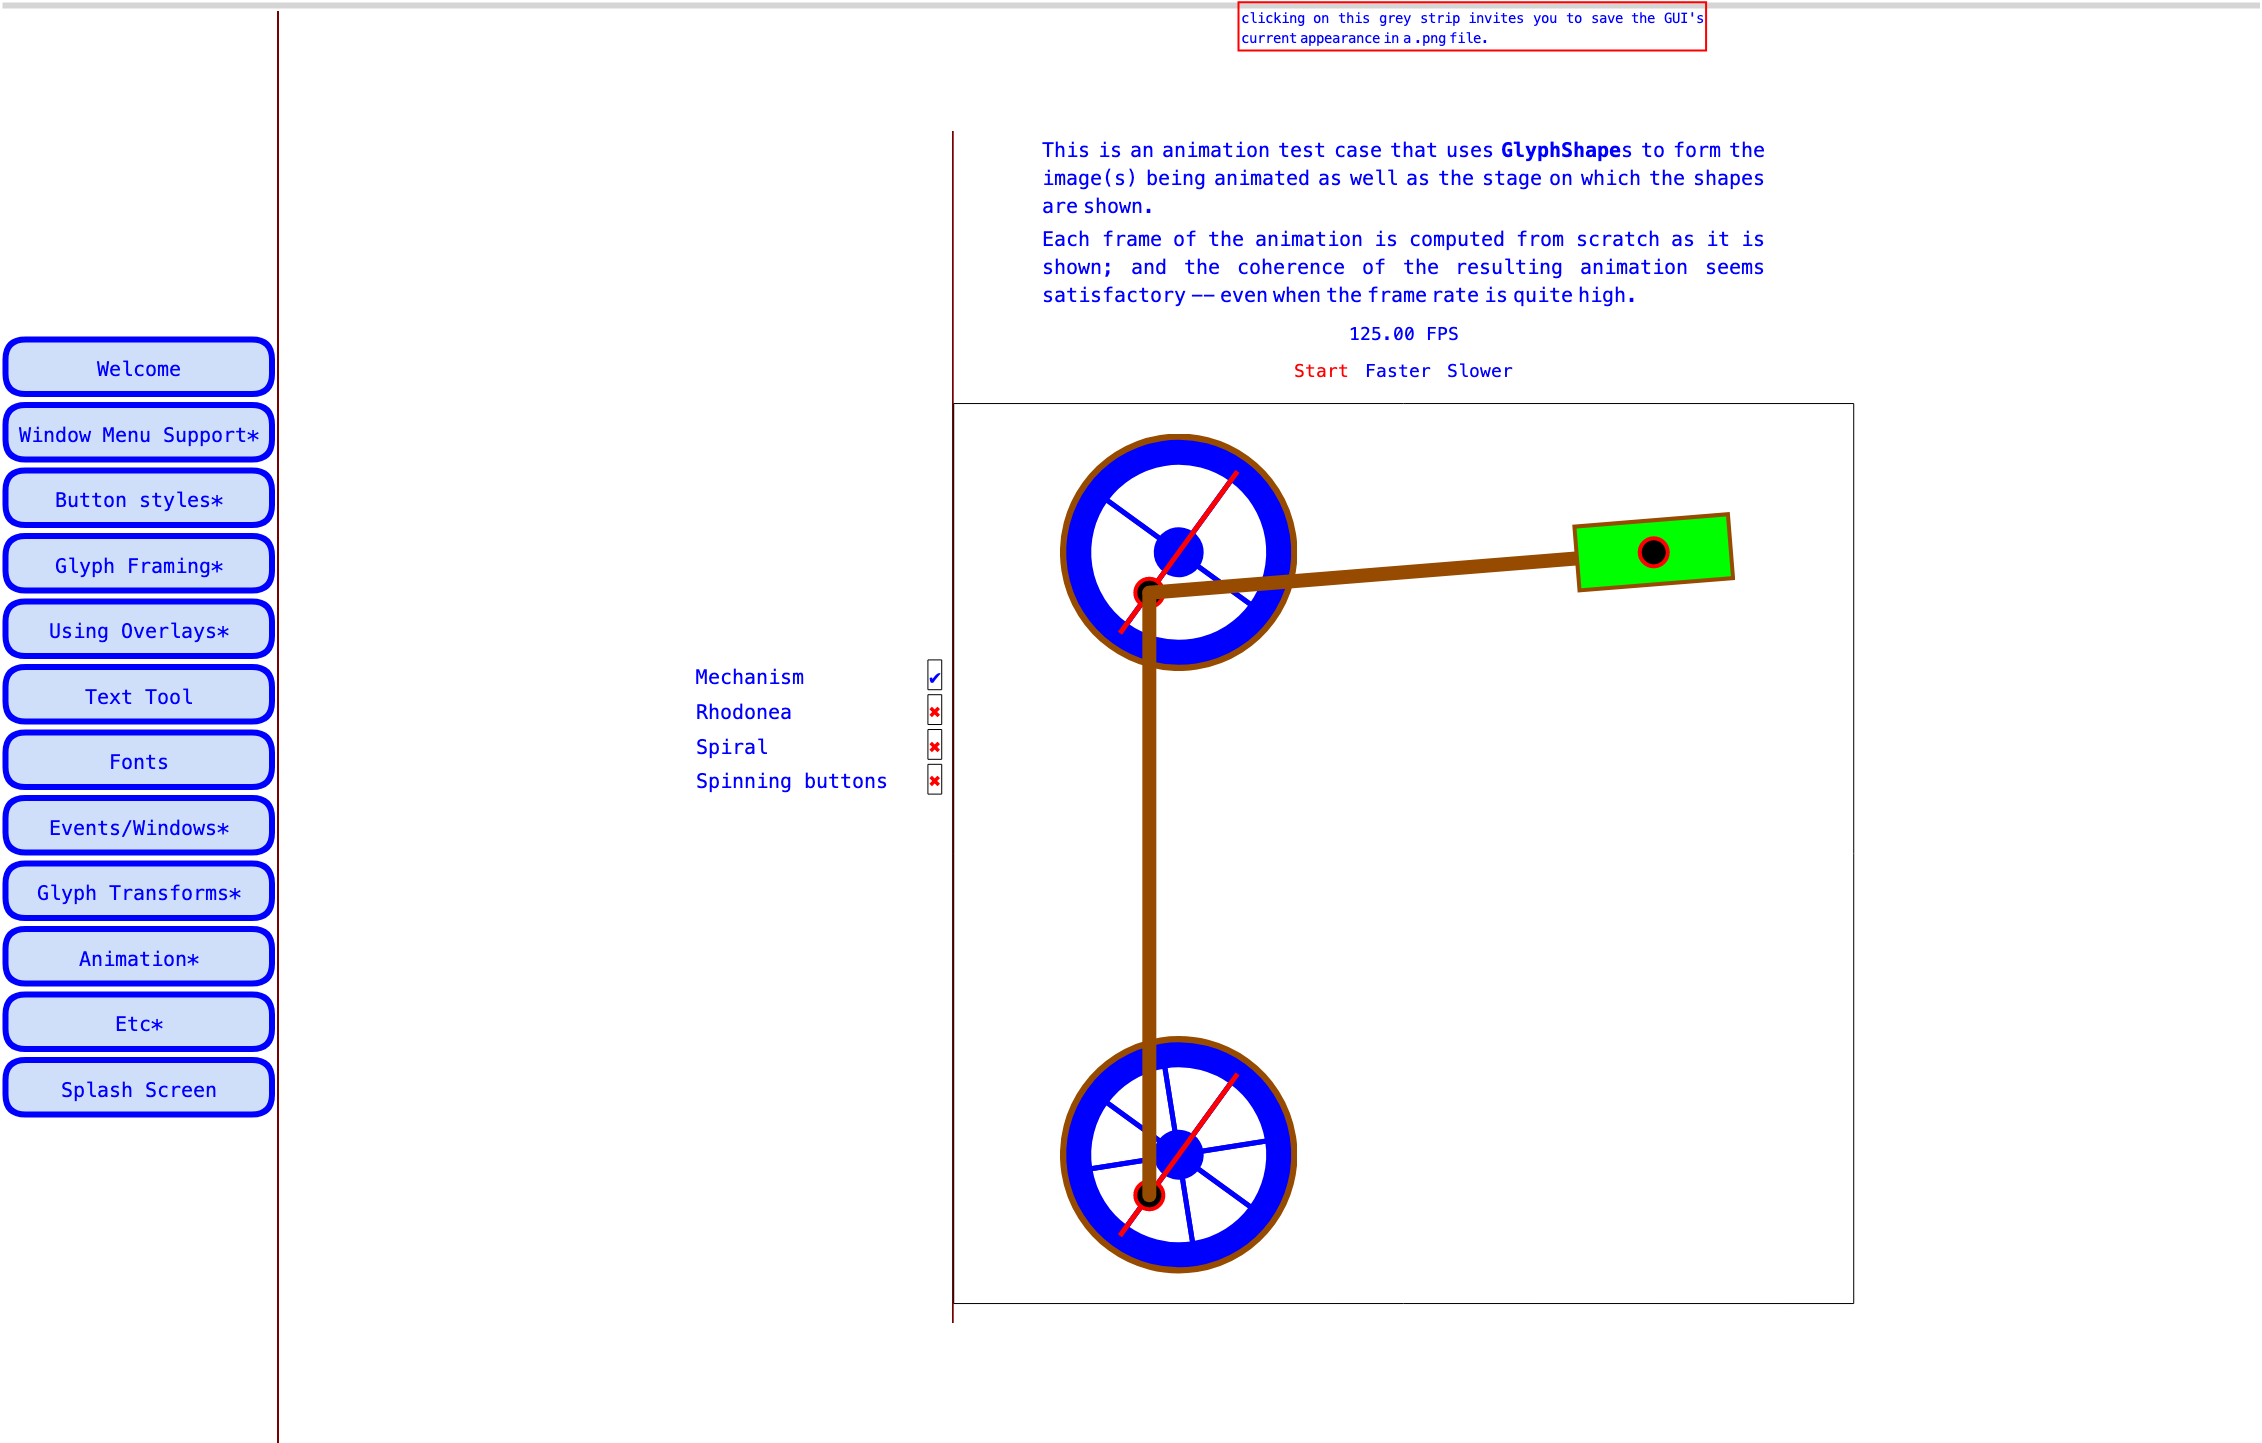 clicking on this grey strip invites you to save the GUI's
current appearance in a .png file.
This is an animation test case that uses GlyphShapes to form the
image(s) being animated as well as the stage on which the shapes
are shown.
Each frame of the animation is computed from scratch as it is
shown; and the coherence of the resulting animation seems
satisfactory -- even when the frame rate is quite high.
125.00 FPS
Start Faster Slower
Welcome
Window Menu Support*
Button styles*
Glyph Framing*
Using Overlays*
Text Tool
Fonts
Events/Windows*
Glyph Transforms*
Animation*
Etc*
Splash Screen
Mechanism ✔
Rhodonea ✖
Spiral ✖
Spinning buttons ✖